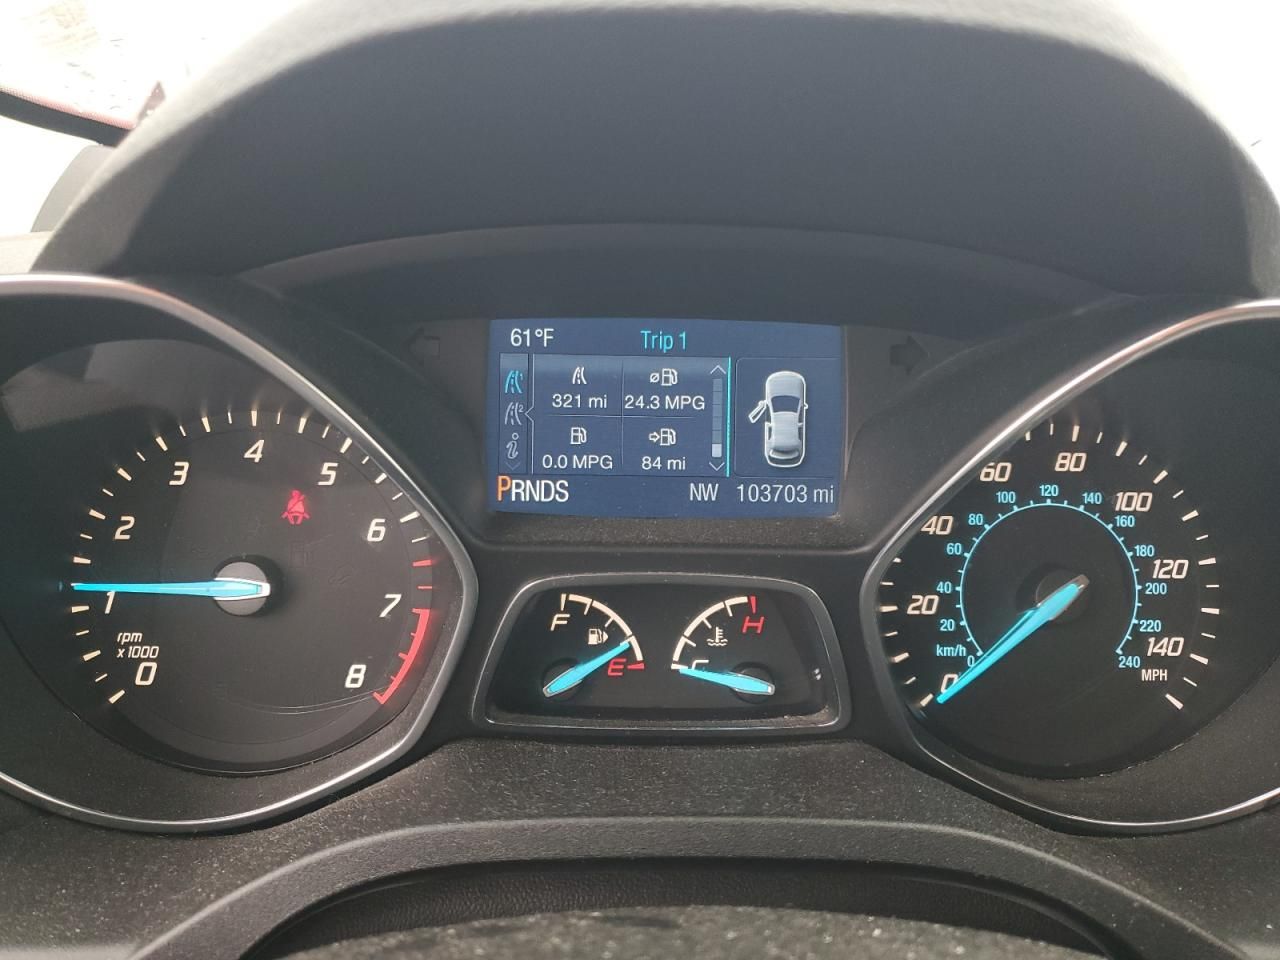 61°F Trip 1
321 mi 24.3 MPG
0.0 MPG 84 mi
PRNDS NW 103703 mi
0 1 2 3 4 5 6 7 8
rpm
x1000
F E
C H
0 20 40 60 80 100 120 140
MPH
0 20 40 60 80 100 120 140 160 180 200 220 240
km/h